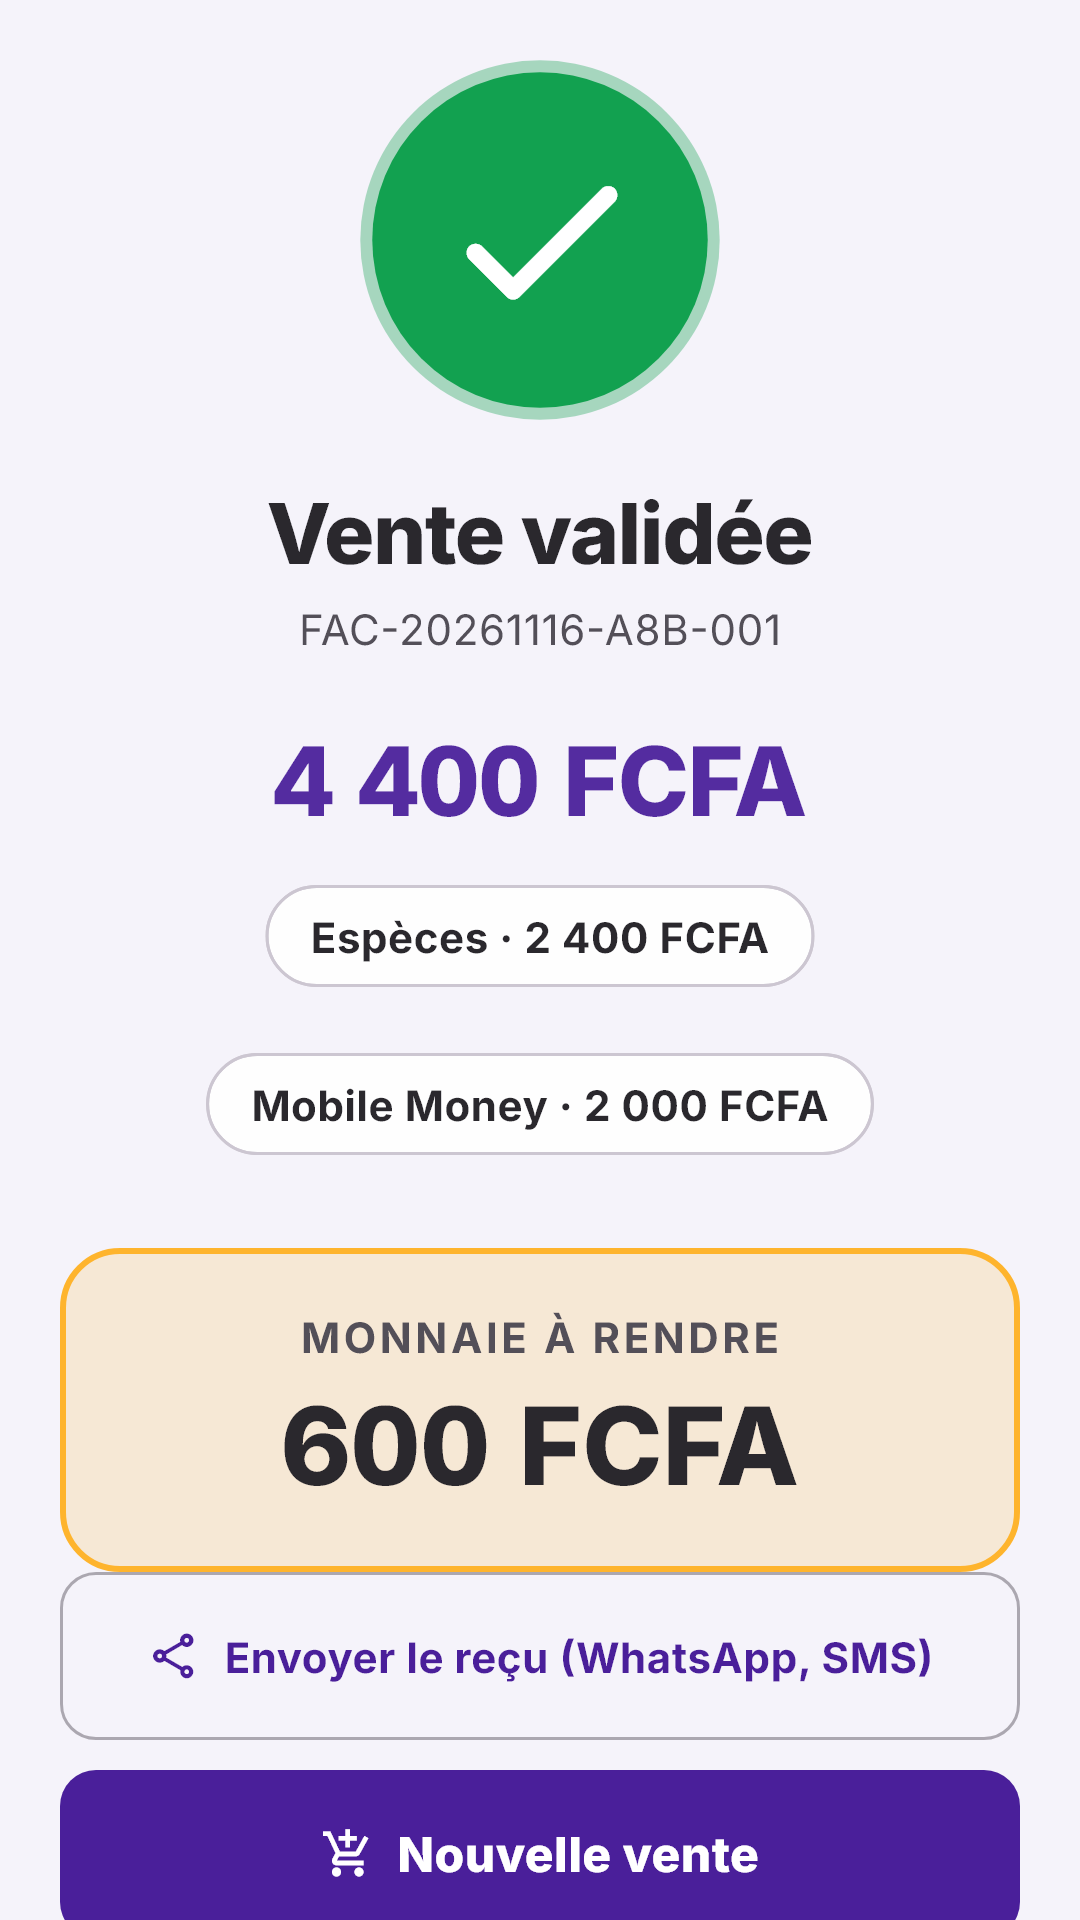 Vente validée
FAC-20261116-A8B-001
4 400 FCFA
Espèces · 2 400 FCFA
Mobile Money · 2 000 FCFA
MONNAIE À RENDRE
600 FCFA
Envoyer le reçu (WhatsApp, SMS)
Nouvelle vente